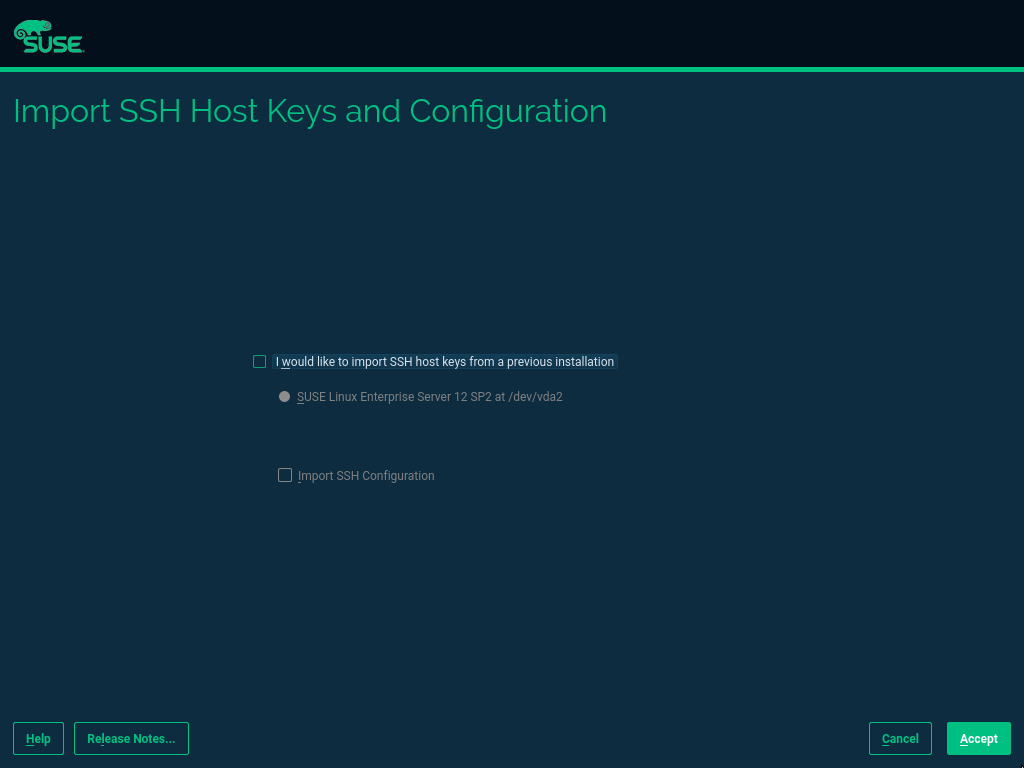 SUSE
Import SSH Host Keys and Configuration
I would like to import SSH host keys from a previous installation
SUSE Linux Enterprise Server 12 SP2 at /dev/vda2
Import SSH Configuration
Help Release Notes... Cancel Accept